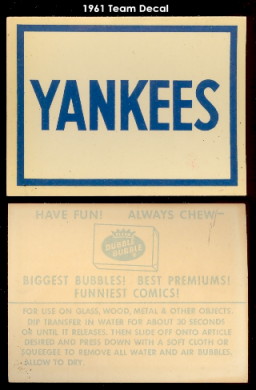 1961 Team Decal
YANKEES
HAVE FUN! ALWAYS CHEW—
BUBBLE BUBBLE
BIGGEST BUBBLES! BEST PREMIUMS!
FUNNIEST COMICS!
FOR USE ON GLASS, WOOD, METAL & OTHER OBJECTS.
DIP TRANSFER IN WATER FOR ABOUT 20 SECONDS
OR UNTIL IT RELEASES. THEN SLIDE OFF ONTO ARTICLE
DESIRED AND PRESS DOWN WITH A SOFT CLOTH OR
SQUEEGEE TO REMOVE ALL WATER AND AIR BUBBLES.
ALLOW TO DRY.